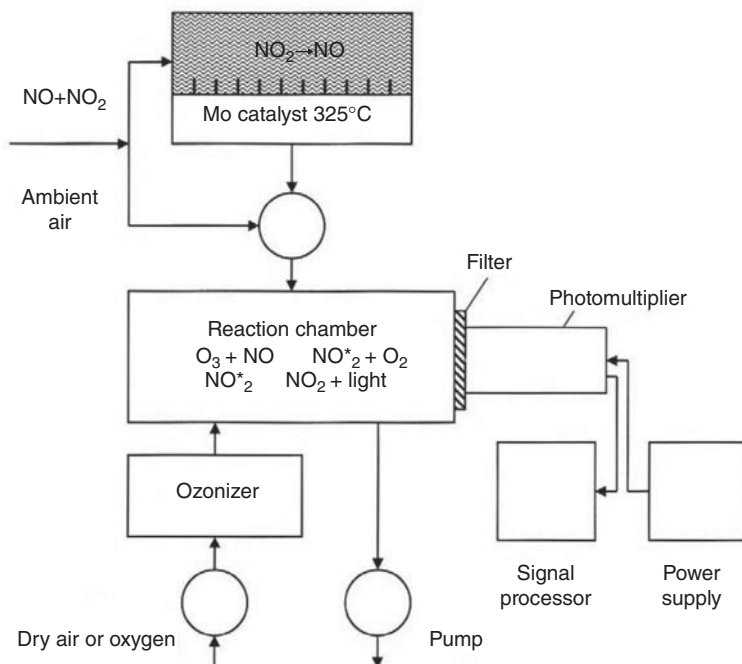 NO₂→NO
NO+NO₂
Mo catalyst 325°C
Ambient
air
Filter
Photomultiplier
Reaction chamber
O₃ + NO NO*₂ + O₂
NO*₂ NO₂ + light
Ozonizer
Signal
processor
Power
supply
Dry air or oxygen
Pump